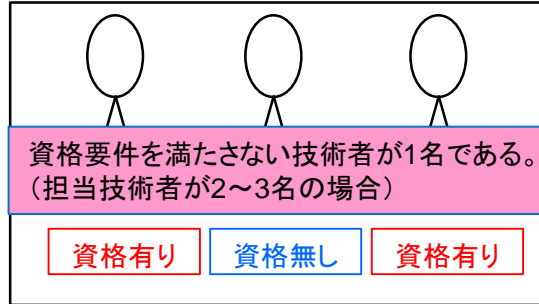 資格要件を満たさない技術者が1名である。
（担当技術者が2～3名の場合）
資格有り 資格無し 資格有り